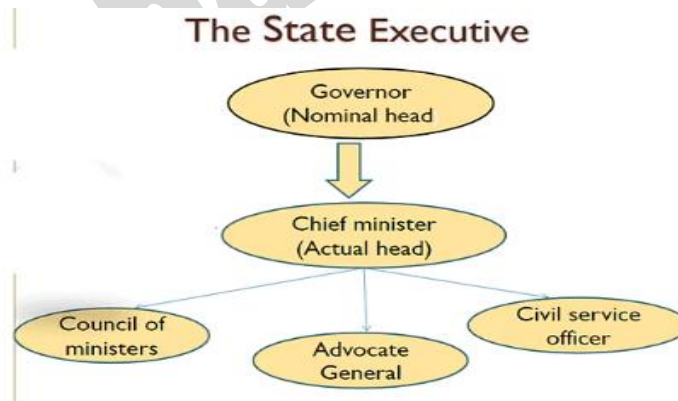 The State Executive
Governor
(Nominal head
Chief minister
(Actual head)
Council of
ministers
Advocate
General
Civil service
officer